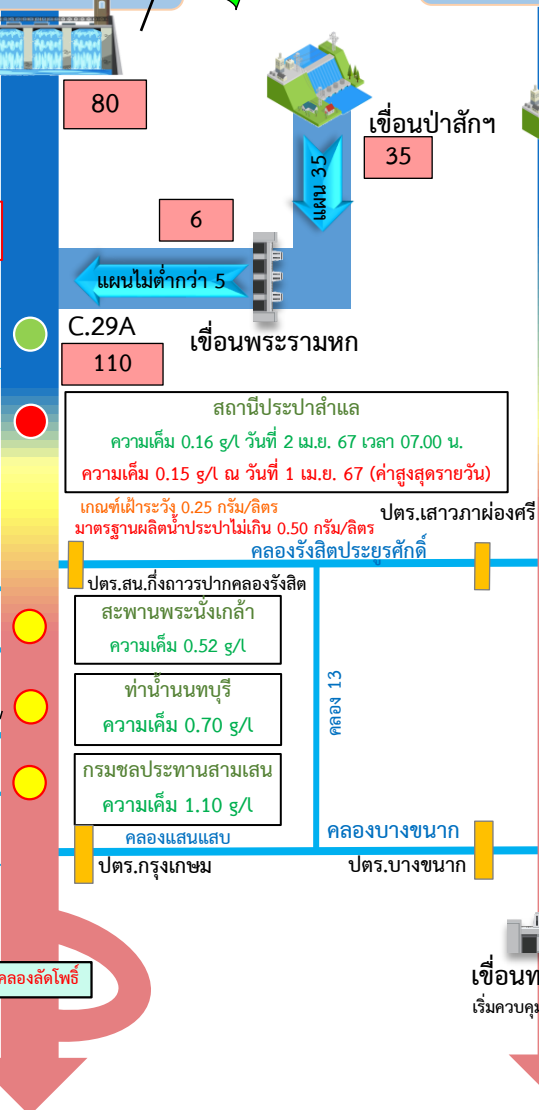 80
เขื่อนป่าสักฯ
35
แผน 35
6
แผนไม่ต่ำกว่า 5
C.29A
เขื่อนพระรามหก
110
สถานีประปาสำแล
ความเค็ม 0.16 g/l วันที่ 2 เม.ย. 67 เวลา 07.00 น.
ความเค็ม 0.15 g/l ณ วันที่ 1 เม.ย. 67 (ค่าสูงสุดรายวัน)
เกณฑ์เฝ้าระวัง 0.25 กรัม/ลิตร
มาตรฐานผลิตน้ำประปาไม่เกิน 0.50 กรัม/ลิตร
ปตร.เสาวภาผ่องศรี
คลองรังสิตประยูรศักดิ์
ปตร.สน.กึ่งถาวรปากคลองรังสิต
สะพานพระนั่งเกล้า
ความเค็ม 0.52 g/l
ท่าน้ำนนทบุรี
ความเค็ม 0.70 g/l
คลอง 13
กรมชลประทานสามเสน
ความเค็ม 1.10 g/l
คลองแสนแสบ
คลองบางขนาก
ปตร.กรุงเกษม
ปตร.บางขนาก
คลองลัดโพธิ์
เขื่อนท
เริ่มควบคุม